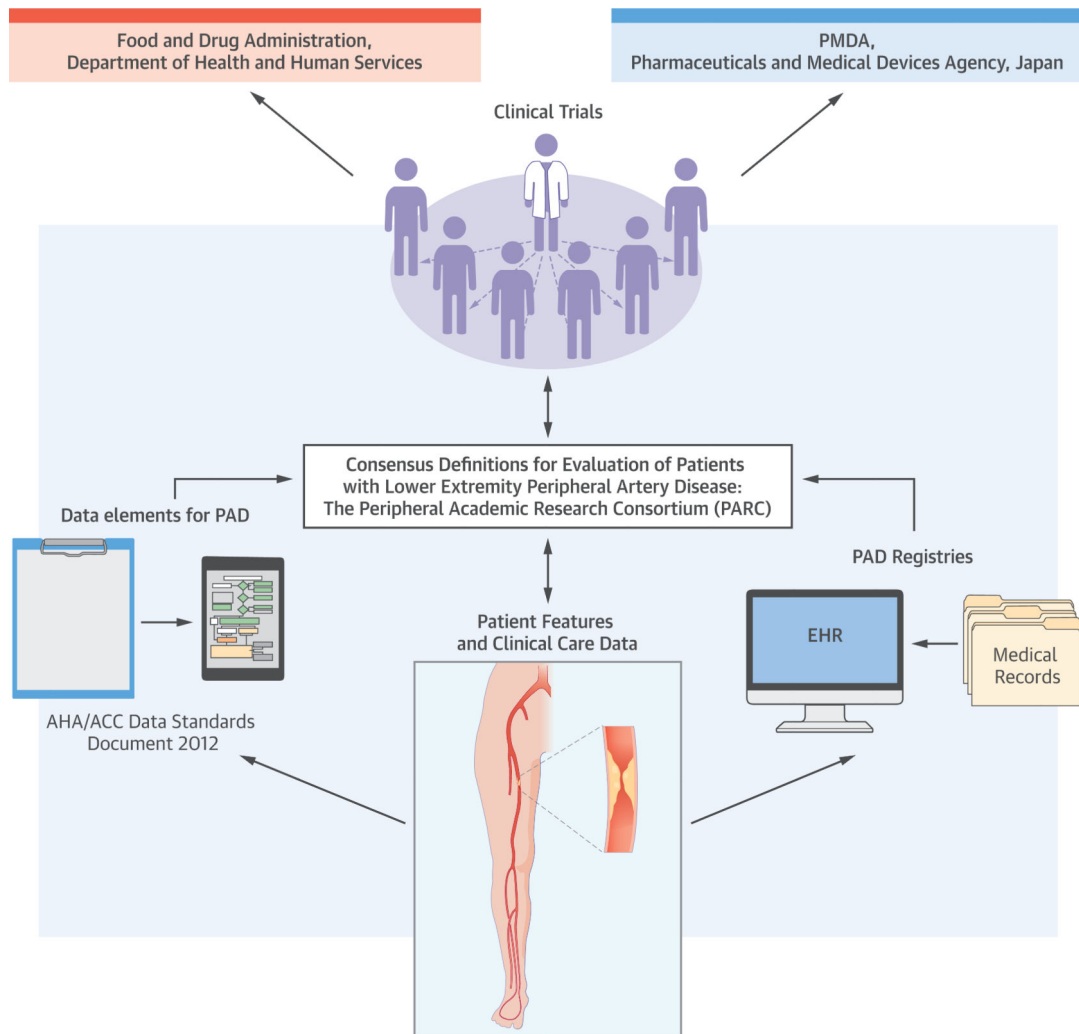 Food and Drug Administration,
Department of Health and Human Services
PMDA,
Pharmaceuticals and Medical Devices Agency, Japan
Clinical Trials
Consensus Definitions for Evaluation of Patients
with Lower Extremity Peripheral Artery Disease:
The Peripheral Academic Research Consortium (PARC)
Data elements for PAD
PAD Registries
Patient Features
and Clinical Care Data
EHR
Medical
Records
AHA/ACC Data Standards
Document 2012